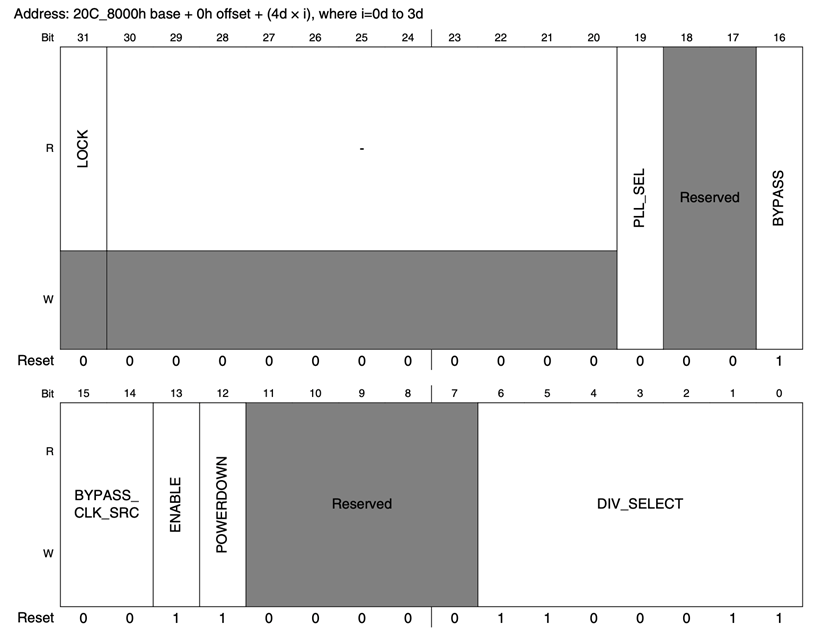 Address: 20C_8000h base + 0h offset + (4d × i), where i=0d to 3d
Bit 31 30 29 28 27 26 25 24 23 22 21 20 19 18 17 16
R
LOCK
-
PLL_SEL
Reserved
BYPASS
W
Reset 0 0 0 0 0 0 0 0 0 0 0 0 0 0 0 1
Bit 15 14 13 12 11 10 9 8 7 6 5 4 3 2 1 0
R
BYPASS_
CLK_SRC
ENABLE
POWERDOWN
Reserved
DIV_SELECT
W
Reset 0 0 1 1 0 0 0 0 0 1 1 0 0 0 1 1